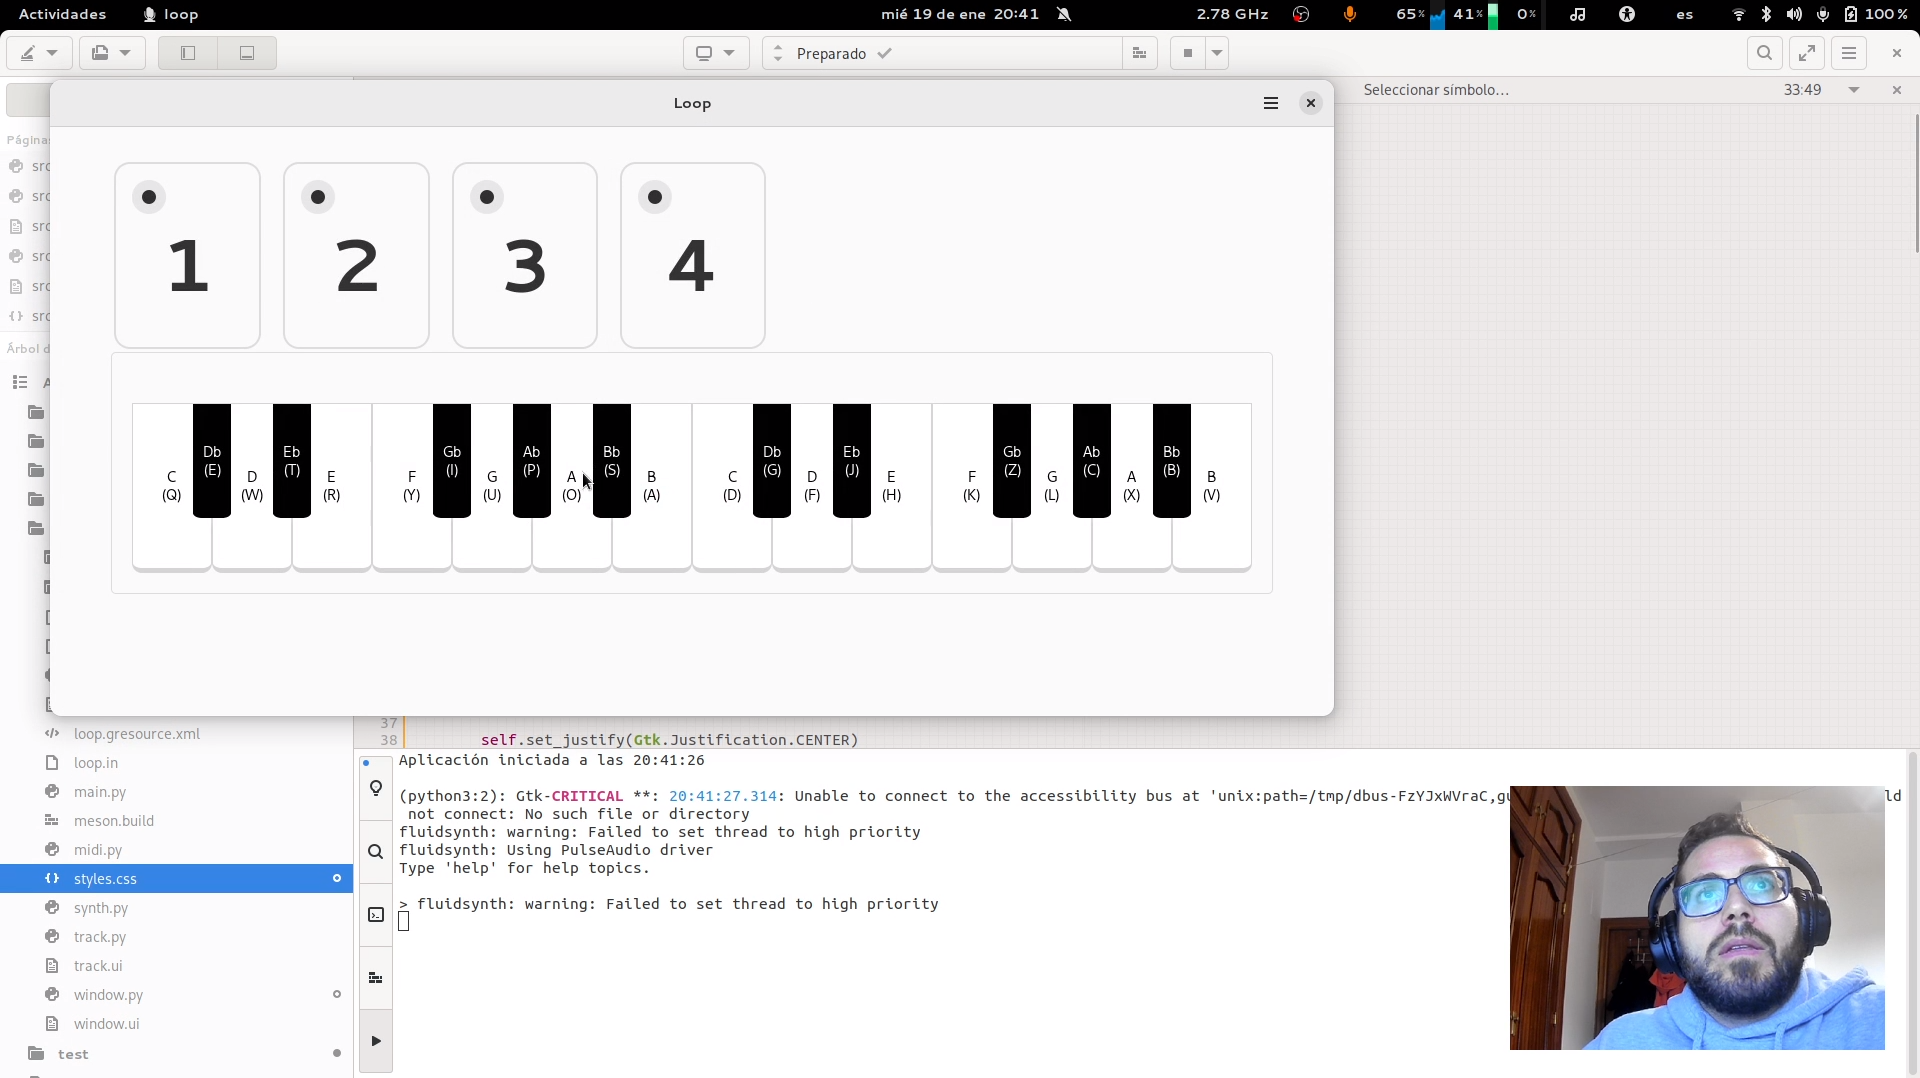 Actividades loop mié 19 de ene 20:41 2.78 GHz 65% 41% 0% es 100%
Preparado
Seleccionar símbolo… 33:49
Loop
Páginas
src
src
src
src
src
src
1 2 3 4
Árbol d
Db Eb Gb Ab Bb Db Eb Gb Ab Bb
(E) (T) (I) (P) (S) (G) (J) (Z) (C) (B)
C D E F G A B C D E F G A B
(Q) (W) (R) (Y) (U) (O) (A) (D) (F) (H) (K) (L) (X) (V)
37
38 self.set_justify(Gtk.Justification.CENTER)
loop.gresource.xml
loop.in
main.py
meson.build
midi.py
styles.css
synth.py
track.py
track.ui
window.py
window.ui
test
Aplicación iniciada a las 20:41:26
(python3:2): Gtk-CRITICAL **: 20:41:27.314: Unable to connect to the accessibility bus at 'unix:path=/tmp/dbus-FzYJxWVraC,gu ld
not connect: No such file or directory
fluidsynth: warning: Failed to set thread to high priority
fluidsynth: Using PulseAudio driver
Type 'help' for help topics.
> fluidsynth: warning: Failed to set thread to high priority